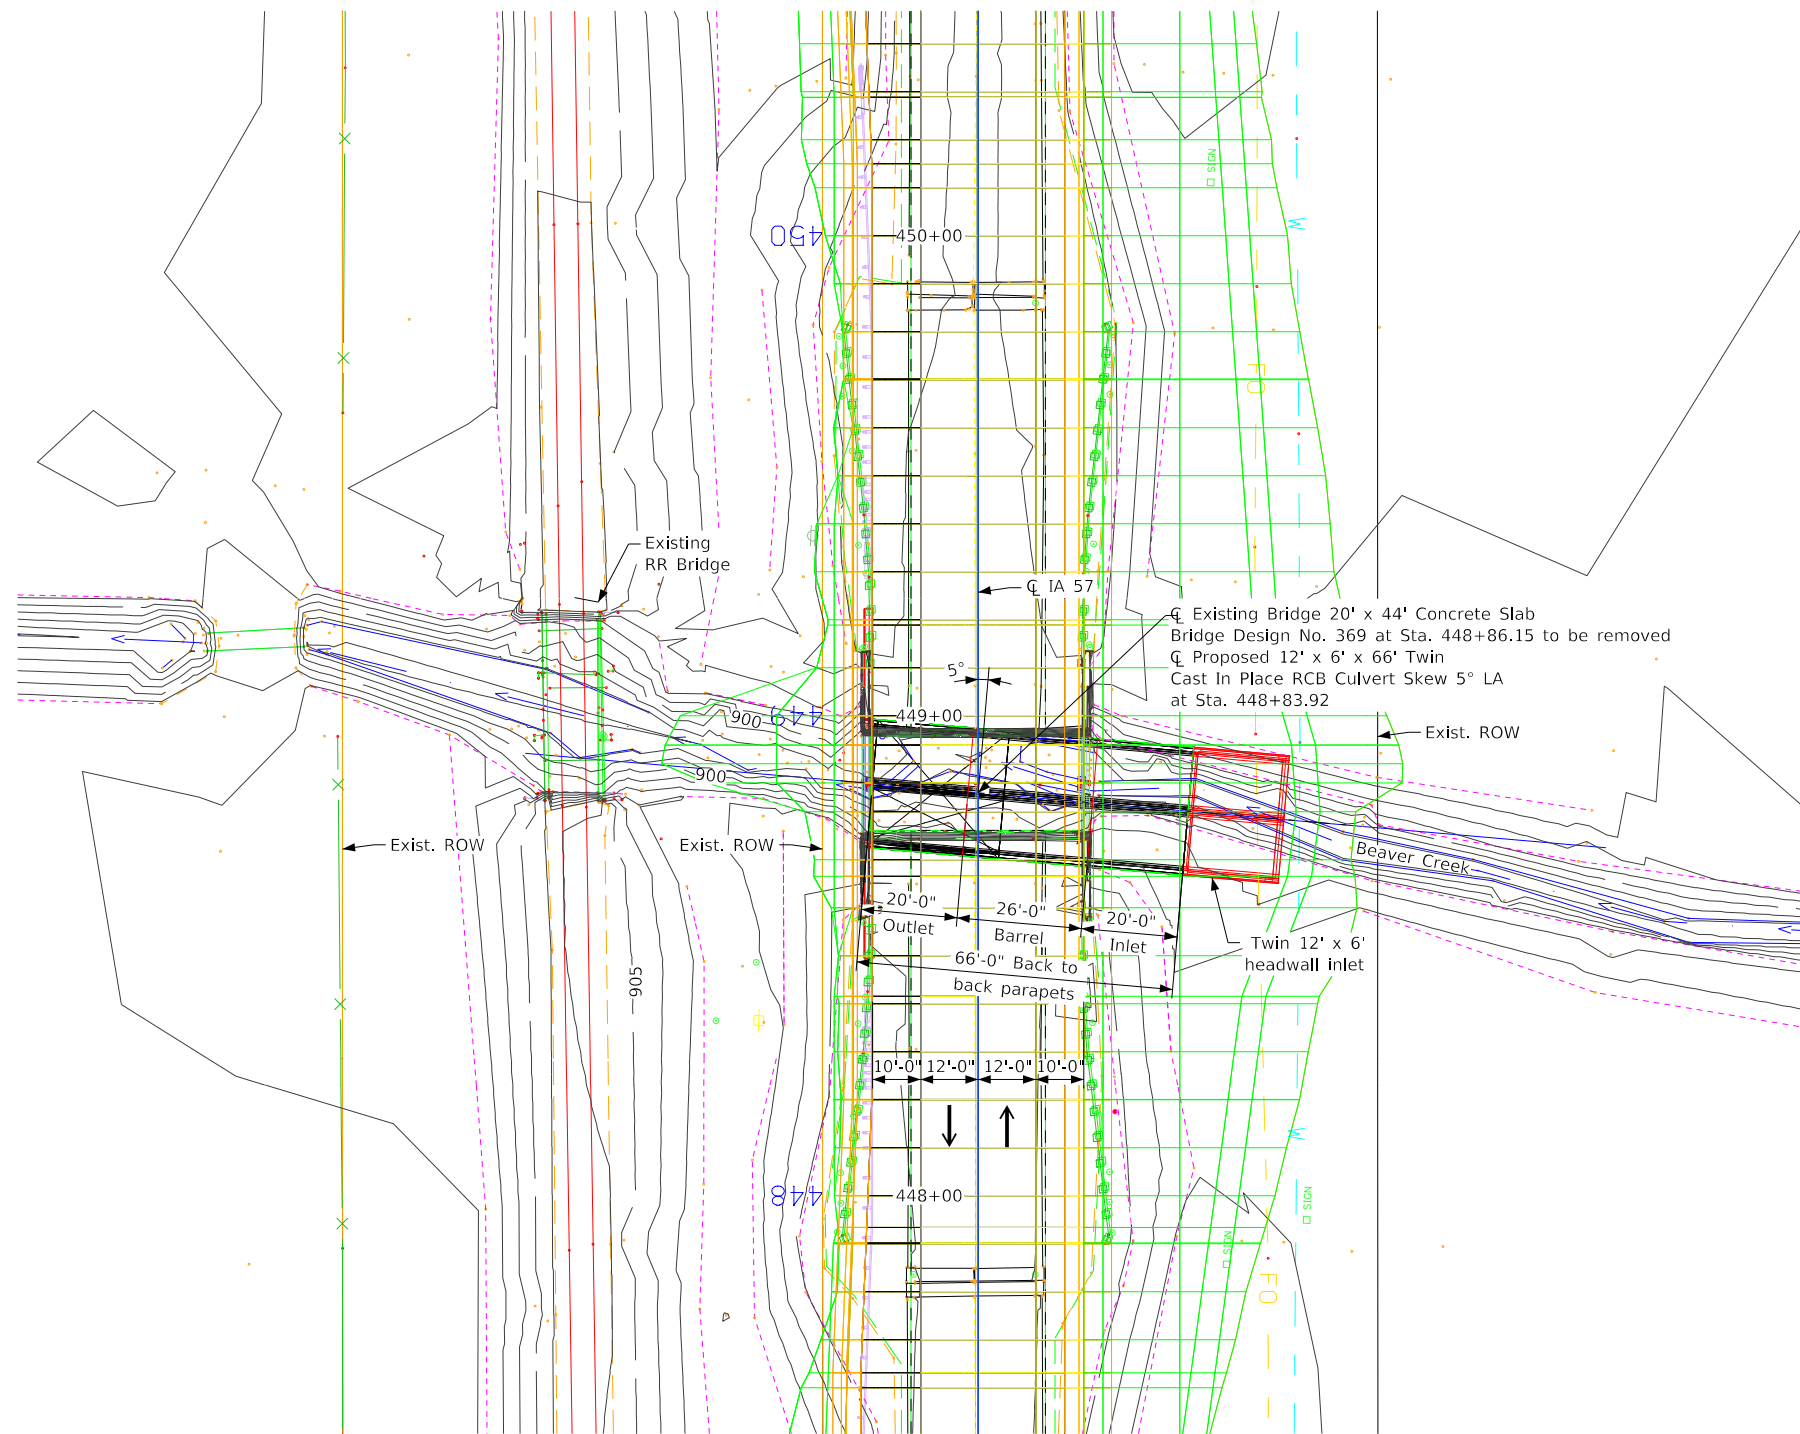 SIGN
W
450
450+00
FO
Existing
RR Bridge
℄ IA 57
℄ Existing Bridge 20' x 44' Concrete Slab
Bridge Design No. 369 at Sta. 448+86.15 to be removed
℄ Proposed 12' x 6' x 66' Twin
Cast In Place RCB Culvert Skew 5° LA
at Sta. 448+83.92
5°
900
449
449+00
Exist. ROW
900
Exist. ROW
Exist. ROW
Beaver Creek
20'-0"
Outlet
26'-0"
Barrel
20'-0"
Inlet
Twin 12' x 6'
headwall inlet
66'-0" Back to
back parapets
905
10'-0"
12'-0"
12'-0"
10'-0"
W
448
448+00
SIGN
SIGN
FO